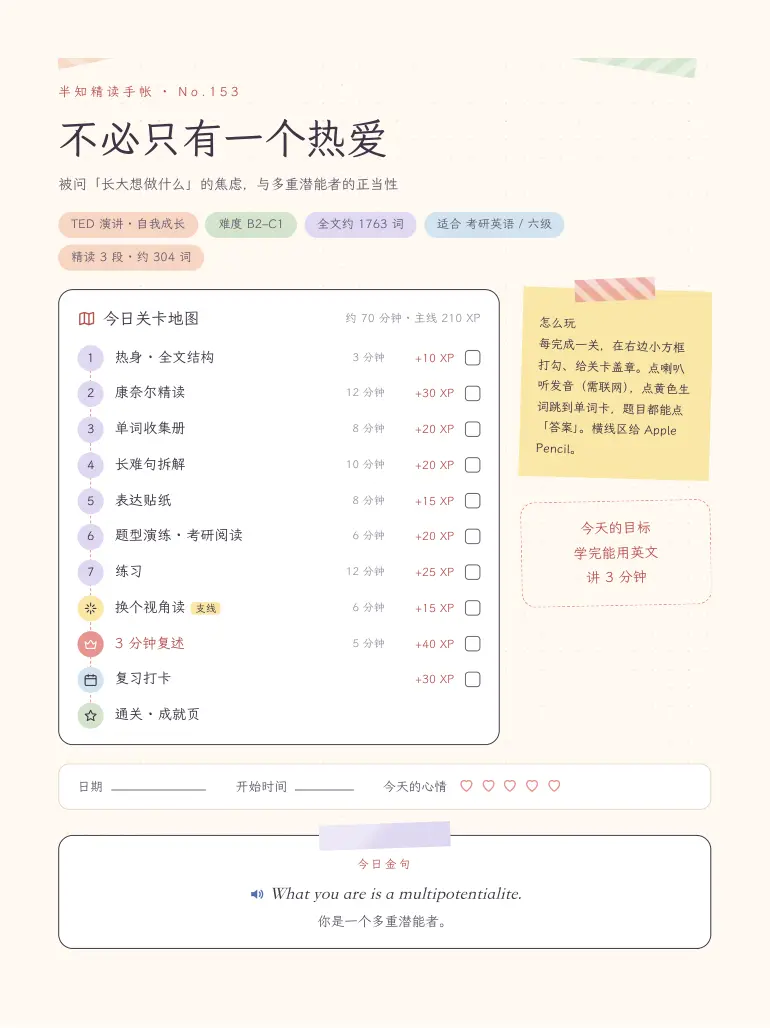 半知精读手帐 · No.153
不必只有一个热爱
被问「长大想做什么」的焦虑，与多重潜能者的正当性
TED 演讲·自我成长 难度 B2–C1 全文约 1763 词 适合 考研英语 / 六级
精读 3 段·约 304 词
今日关卡地图 约 70 分钟·主线 210 XP
1 热身·全文结构 3 分钟 +10 XP
2 康奈尔精读 12 分钟 +30 XP
3 单词收集册 8 分钟 +20 XP
4 长难句拆解 10 分钟 +20 XP
5 表达贴纸 8 分钟 +15 XP
6 题型演练·考研阅读 6 分钟 +20 XP
7 练习 12 分钟 +25 XP
换个视角读 支线 6 分钟 +15 XP
3 分钟复述 5 分钟 +40 XP
复习打卡 +30 XP
通关·成就页
怎么玩
每完成一关，在右边小方框
打勾、给关卡盖章。点喇叭
听发音（需联网），点黄色生
词跳到单词卡，题目都能点
「答案」。横线区给 Apple
Pencil。
今天的目标
学完能用英文
讲 3 分钟
日期 开始时间 今天的心情
今日金句
What you are is a multipotentialite.
你是一个多重潜能者。